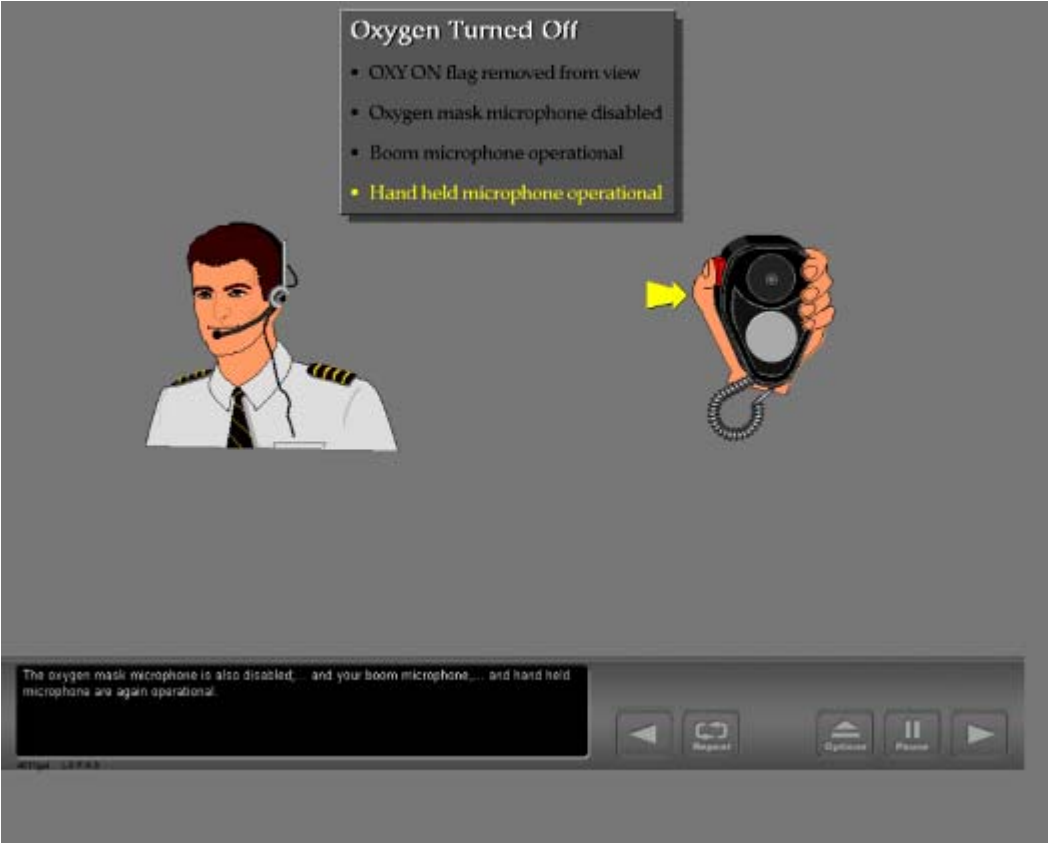 Oxygen Turned Off
• OXY ON flag removed from view
• Oxygen mask microphone disabled
• Boom microphone operational
• Hand held microphone operational
The oxygen mask microphone is also disabled,... and your boom microphone,... and hand held
microphone are again operational.
Repeat
Options
Pause